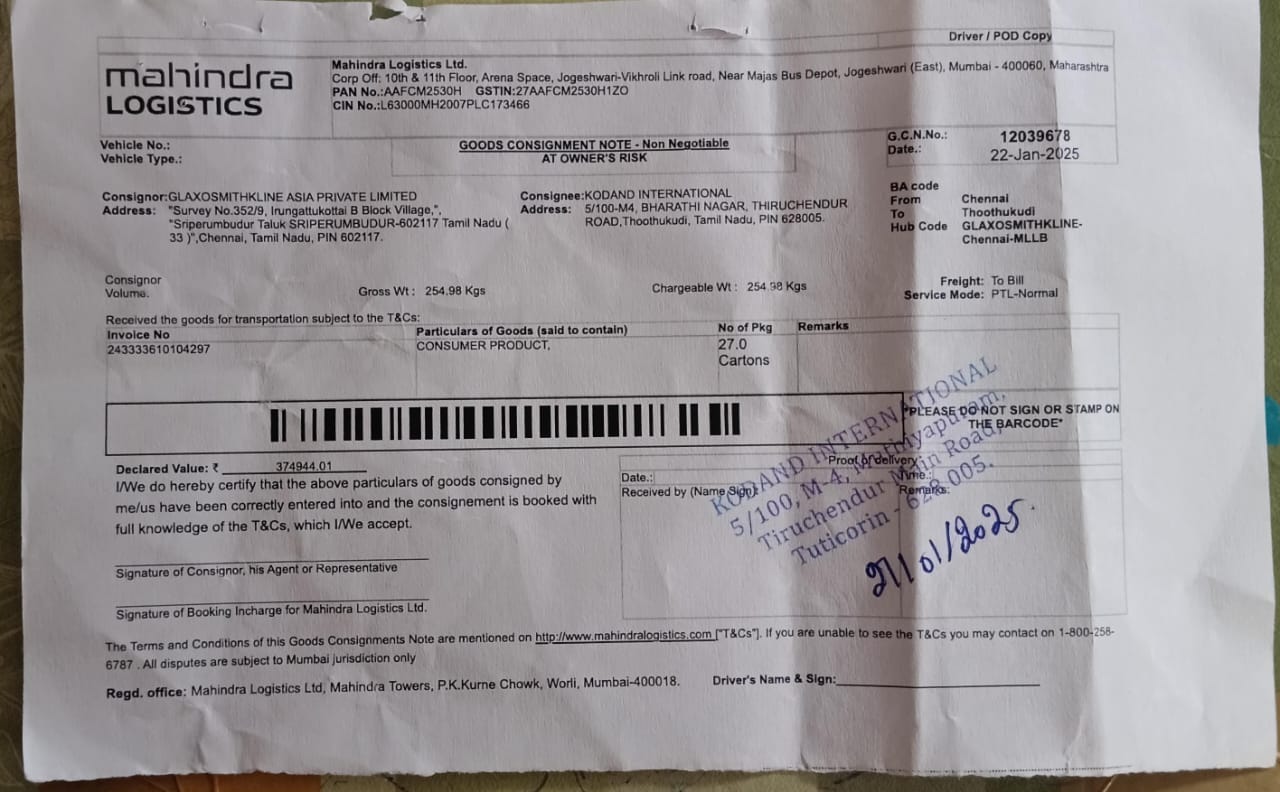 Driver / POD Copy
mahindra
LOGISTICS
Mahindra Logistics Ltd.
Corp Off: 10th & 11th Floor, Arena Space, Jogeshwari-Vikhroli Link road, Near Majas Bus Depot, Jogeshwari (East), Mumbai - 400060, Maharashtra
PAN No.:AAFCM2530H GSTIN:27AAFCM2530H1ZO
CIN No.:L63000MH2007PLC173466
Vehicle No.:
Vehicle Type.:
GOODS CONSIGNMENT NOTE - Non Negotiable
AT OWNER'S RISK
G.C.N.No.: 12039678
Date.: 22-Jan-2025
Consignor:GLAXOSMITHKLINE ASIA PRIVATE LIMITED
Address: "Survey No.352/9, Irungattukottai B Block Village,",
"Sriperumbudur Taluk SRIPERUMBUDUR-602117 Tamil Nadu (
33 )",Chennai, Tamil Nadu, PIN 602117.
Consignee:KODAND INTERNATIONAL
Address: 5/100-M4, BHARATHI NAGAR, THIRUCHENDUR
ROAD,Thoothukudi, Tamil Nadu, PIN 628005.
BA code
From Chennai
To Thoothukudi
Hub Code GLAXOSMITHKLINE-
Chennai-MLLB
Consignor
Volume.
Gross Wt : 254.98 Kgs
Chargeable Wt : 254.98 Kgs
Freight: To Bill
Service Mode: PTL-Normal
Received the goods for transportation subject to the T&Cs:
Invoice No Particulars of Goods (said to contain) No of Pkg Remarks
243333610104297 CONSUMER PRODUCT, 27.0
Cartons
*PLEASE DO NOT SIGN OR STAMP ON
THE BARCODE*
Declared Value: ₹ 374944.01
I/We do hereby certify that the above particulars of goods consigned by
me/us have been correctly entered into and the consignement is booked with
full knowledge of the T&Cs, which I/We accept.
Proof of delivery
Date.: Time.:
Received by (Name Sign) Remarks:
KODAND INTERNATIONAL
5/100, M-4, Muthiyapuram,
Tiruchendur Main Road,
Tuticorin - 628 005.
/01/2025.
Signature of Consignor, his Agent or Representative
Signature of Booking Incharge for Mahindra Logistics Ltd.
The Terms and Conditions of this Goods Consignments Note are mentioned on http://www.mahindralogistics.com ["T&Cs"]. If you are unable to see the T&Cs you may contact on 1-800-258-
6787 . All disputes are subject to Mumbai jurisdiction only
Regd. office: Mahindra Logistics Ltd, Mahindra Towers, P.K.Kurne Chowk, Worli, Mumbai-400018.
Driver's Name & Sign: